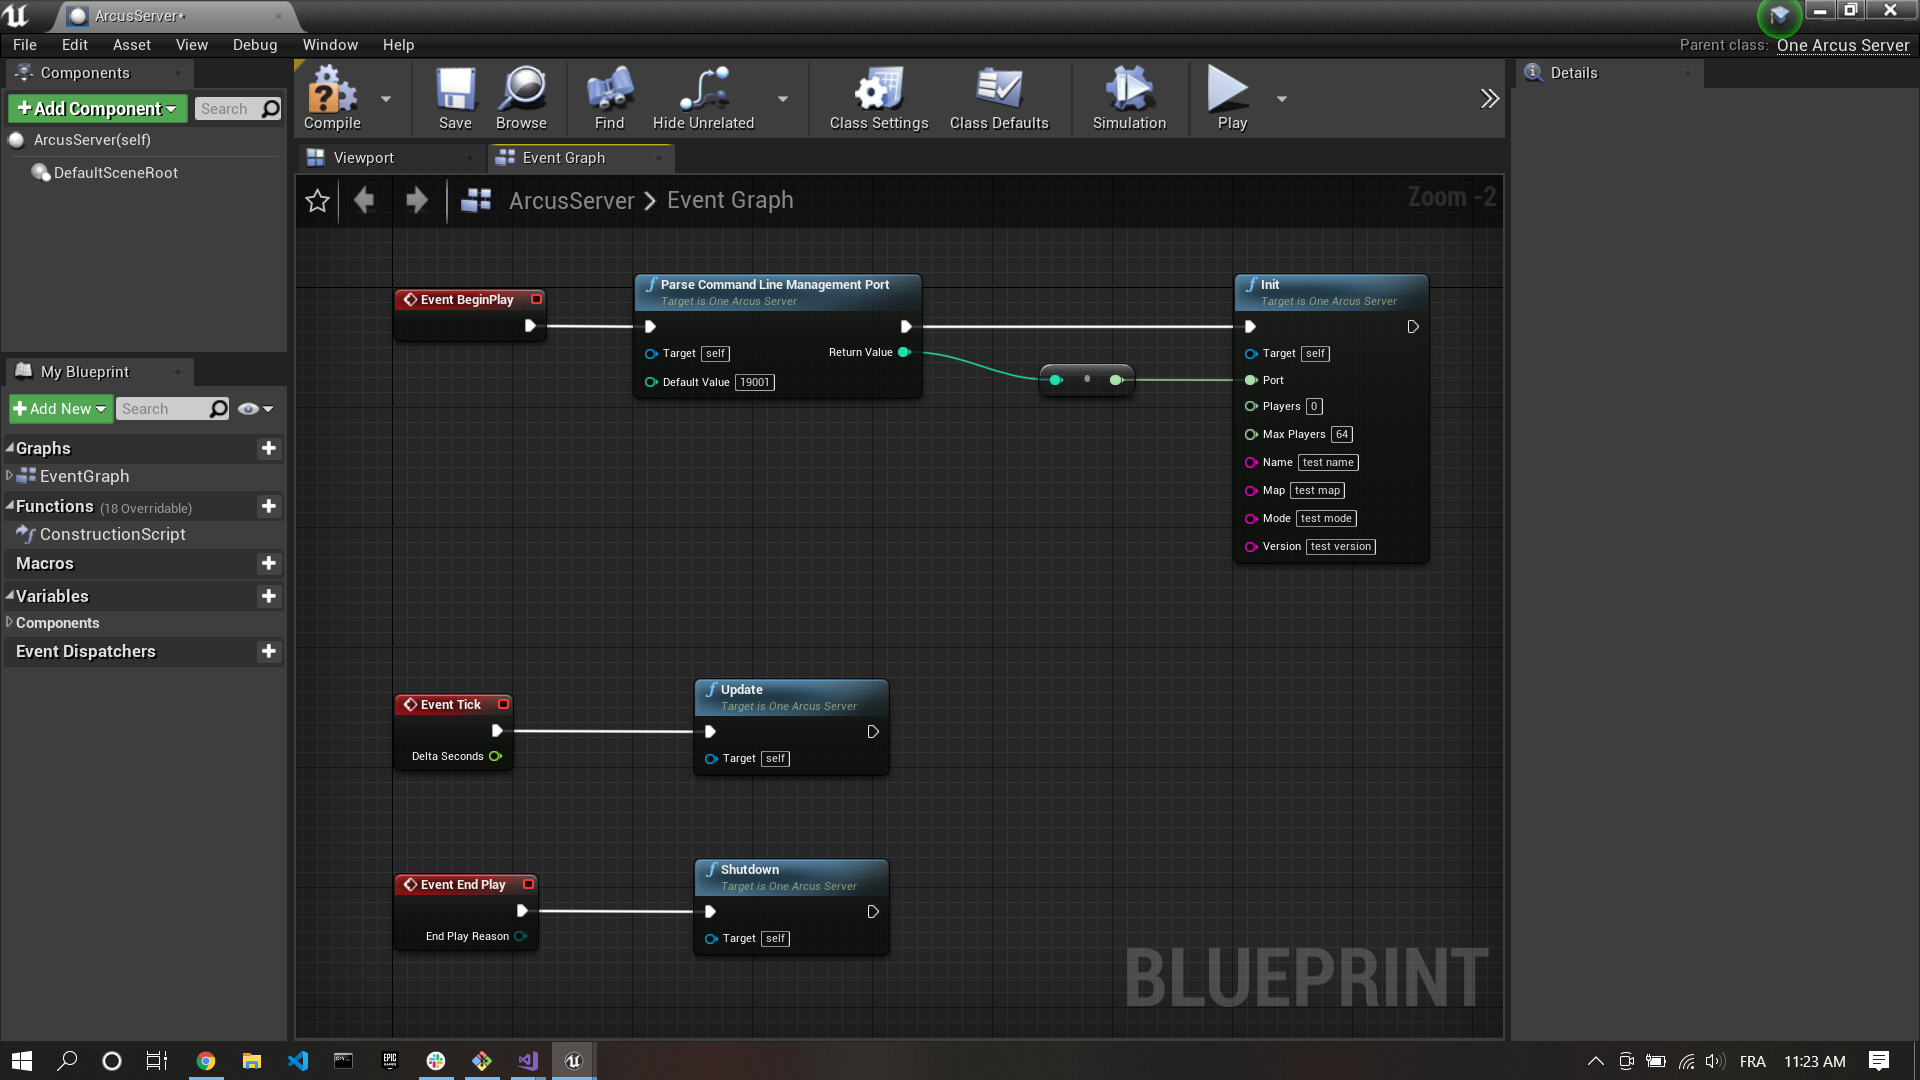 ArcusServer*
File Edit Asset View Debug Window Help
Parent class: One Arcus Server
Components
Add Component
Search
ArcusServer(self)
DefaultSceneRoot
Compile
Save
Browse
Find
Hide Unrelated
Class Settings
Class Defaults
Simulation
Play
Details
Viewport
Event Graph
ArcusServer > Event Graph
Zoom -2
My Blueprint
Add New
Search
Graphs
EventGraph
Functions (18 Overridable)
ConstructionScript
Macros
Variables
Components
Event Dispatchers
Event BeginPlay
Parse Command Line Management Port
Target is One Arcus Server
Target self
Return Value
Default Value 19001
Init
Target is One Arcus Server
Target self
Port
Players 0
Max Players 64
Name test name
Map test map
Mode test mode
Version test version
Event Tick
Delta Seconds
Update
Target is One Arcus Server
Target self
Event End Play
End Play Reason
Shutdown
Target is One Arcus Server
Target self
BLUEPRINT
EPIC
FRA
11:23 AM